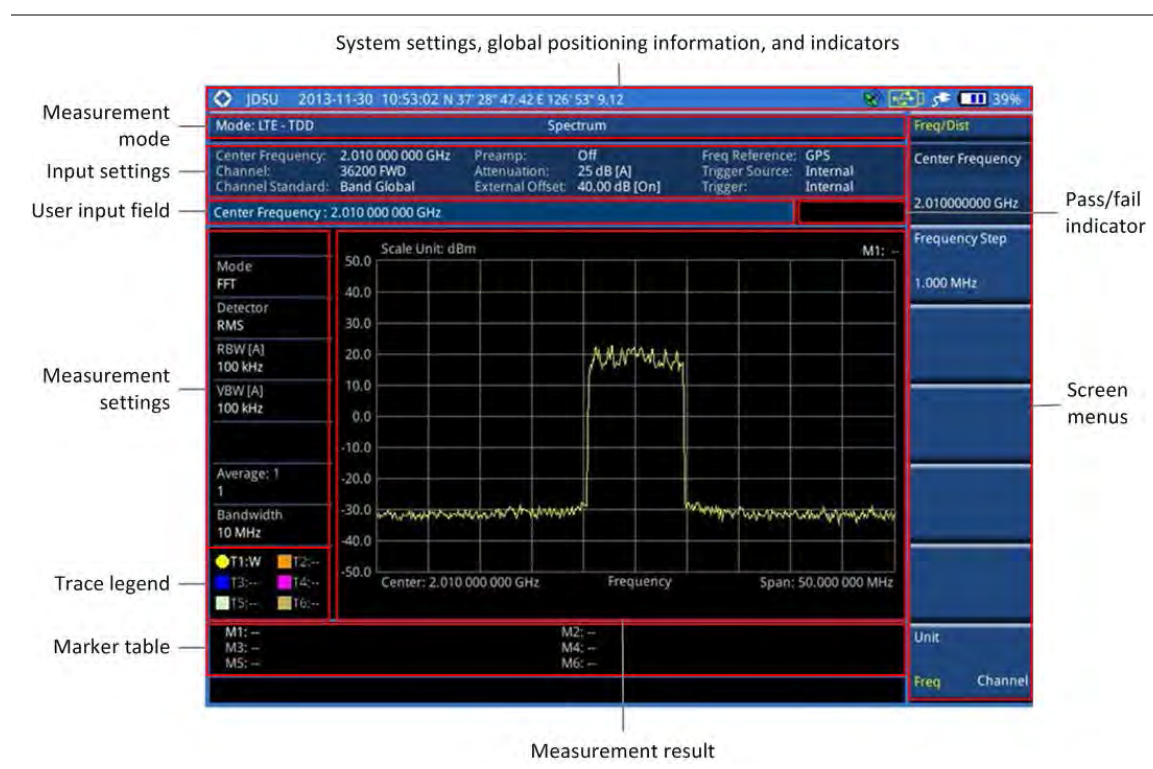 System settings, global positioning information, and indicators
JDSU 2013-11-30 10:53:02 N 37° 28" 47.42 E 126° 53" 9.12 39%
Measurement
mode
Mode: LTE - TDD Spectrum
Freq/Dist
Input settings
Center Frequency: 2.010 000 000 GHz Preamp: Off Freq Reference: GPS
Channel: 36200 FWD Attenuation: 25 dB [A] Trigger Source: Internal
Channel Standard: Band Global External Offset: 40.00 dB [On] Trigger: Internal
Center Frequency
2.010000000 GHz
User input field
Center Frequency : 2.010 000 000 GHz
Pass/fail
indicator
Frequency Step
1.000 MHz
Measurement
settings
Mode
FFT
Detector
RMS
RBW [A]
100 kHz
VBW [A]
100 kHz
Average: 1
1
Bandwidth
10 MHz
Scale Unit: dBm M1: --
50.0
40.0
30.0
20.0
10.0
0.0
-10.0
-20.0
-30.0
-40.0
-50.0
Center: 2.010 000 000 GHz Frequency Span: 50.000 000 MHz
Screen
menus
Trace legend
T1:W T2:--
T3:-- T4:--
T5:-- T6:--
Marker table
M1: -- M2: --
M3: -- M4: --
M5: -- M6: --
Unit
Freq Channel
Measurement result